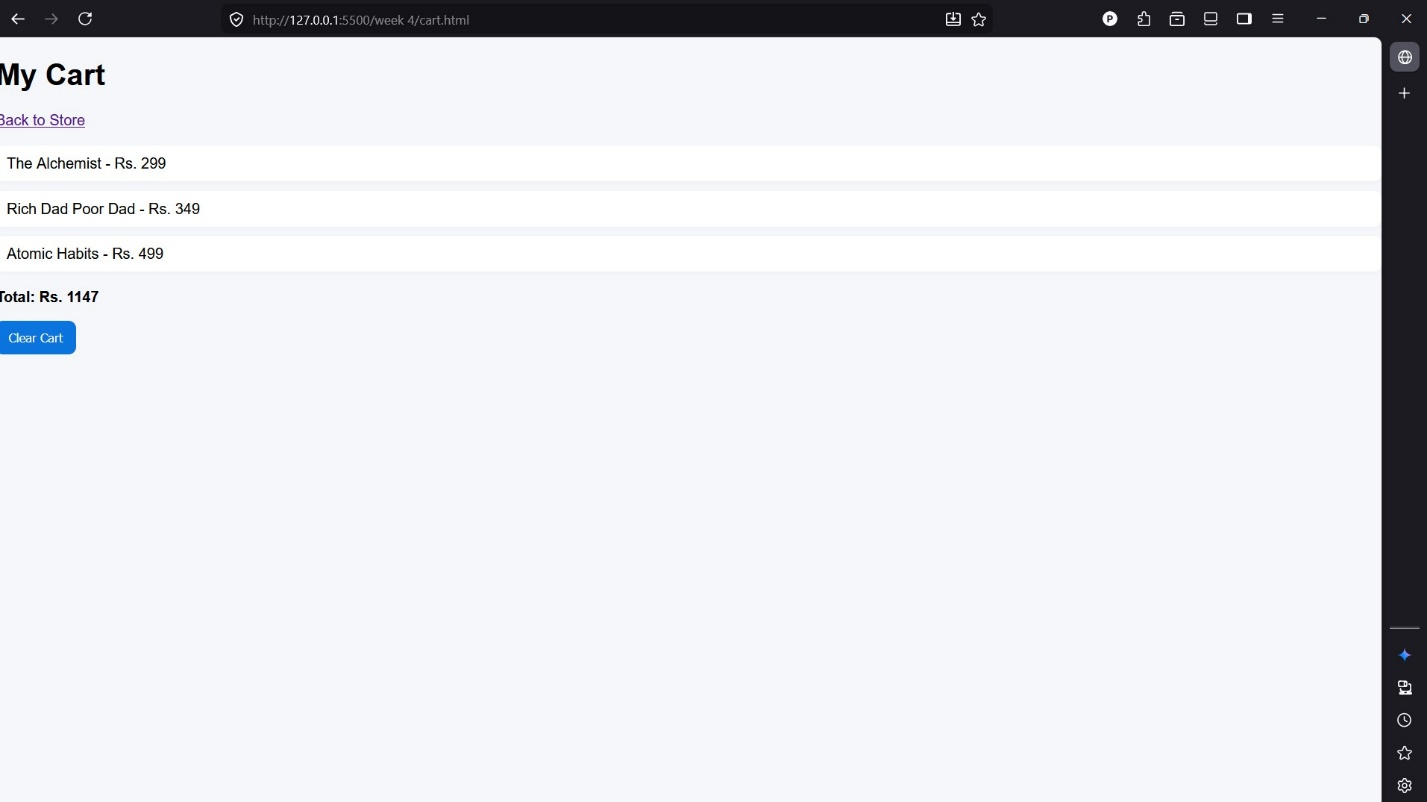 http://127.0.0.1:5500/week 4/cart.html
P
My Cart
Back to Store
The Alchemist - Rs. 299
Rich Dad Poor Dad - Rs. 349
Atomic Habits - Rs. 499
Total: Rs. 1147
Clear Cart